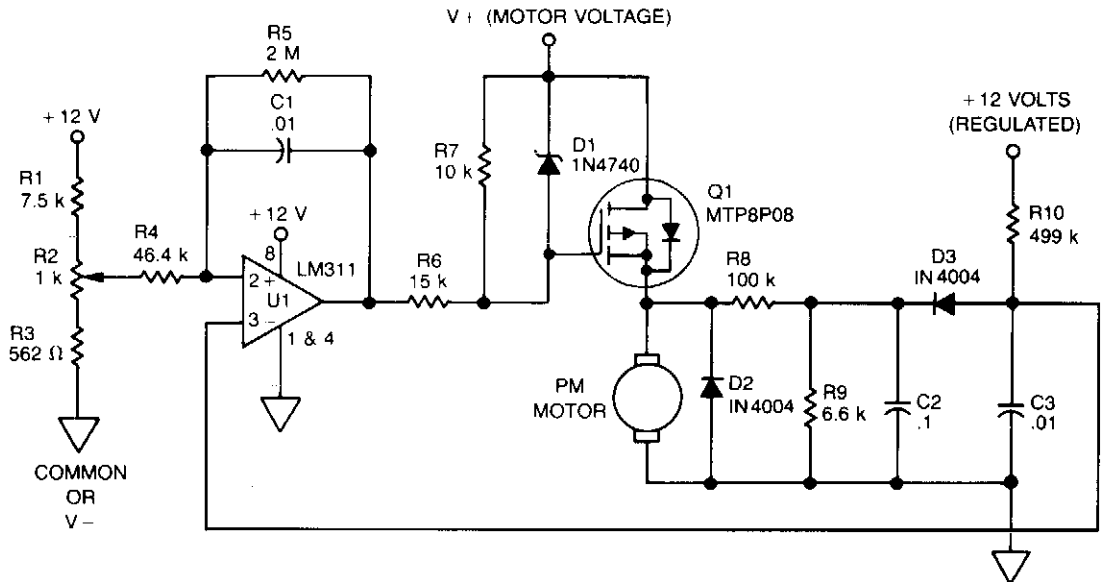 V + (MOTOR VOLTAGE)
R5
2 M
C1
.01
+ 12 V
+ 12 VOLTS
(REGULATED)
R1
7.5 k
R7
10 k
D1
1N4740
Q1
MTP8P08
R10
499 k
R2
1 k
R4
46.4 k
+ 12 V
8
LM311
2 +
U1
3 -
1 & 4
R6
15 k
R8
100 k
D3
IN 4004
R3
562 Ω
PM
MOTOR
D2
IN 4004
R9
6.6 k
C2
.1
C3
.01
COMMON
OR
V −